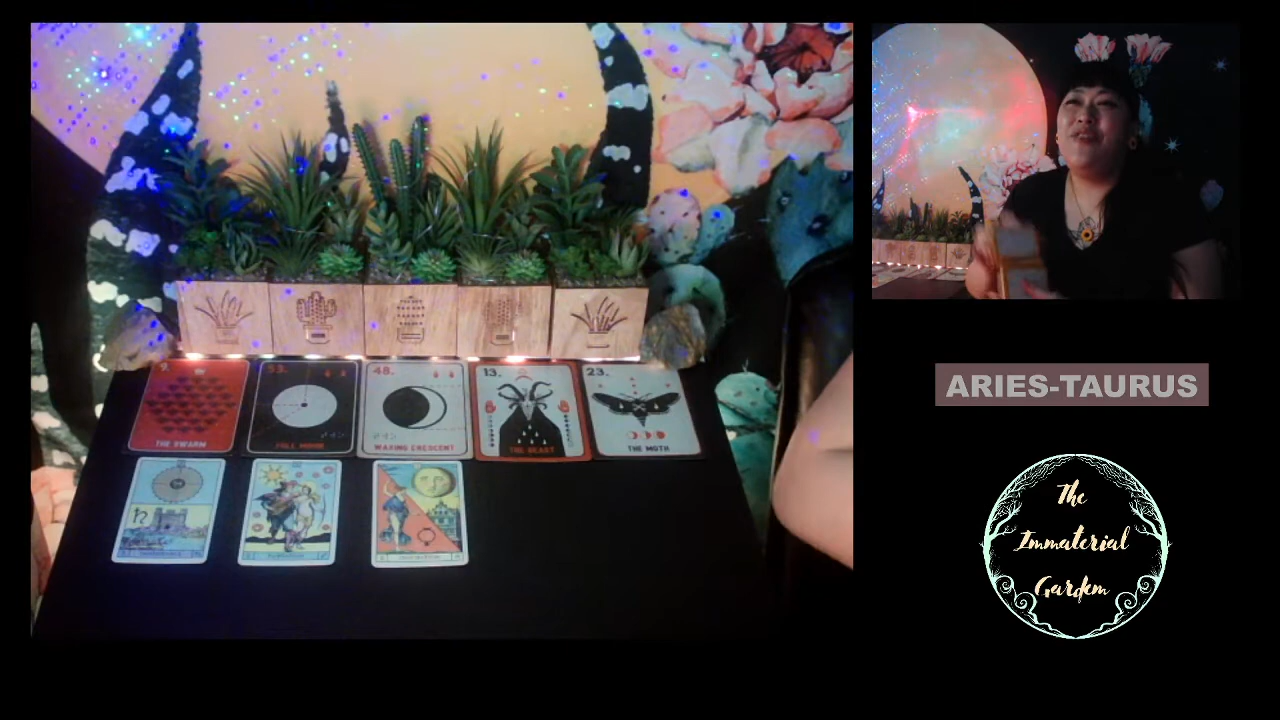 9.
THE SWARM
53.
FULL MOON
48.
WAXING CRESCENT
13.
THE BEAST
23.
THE MOTH
ARIES-TAURUS
The
Immaterial
Garden